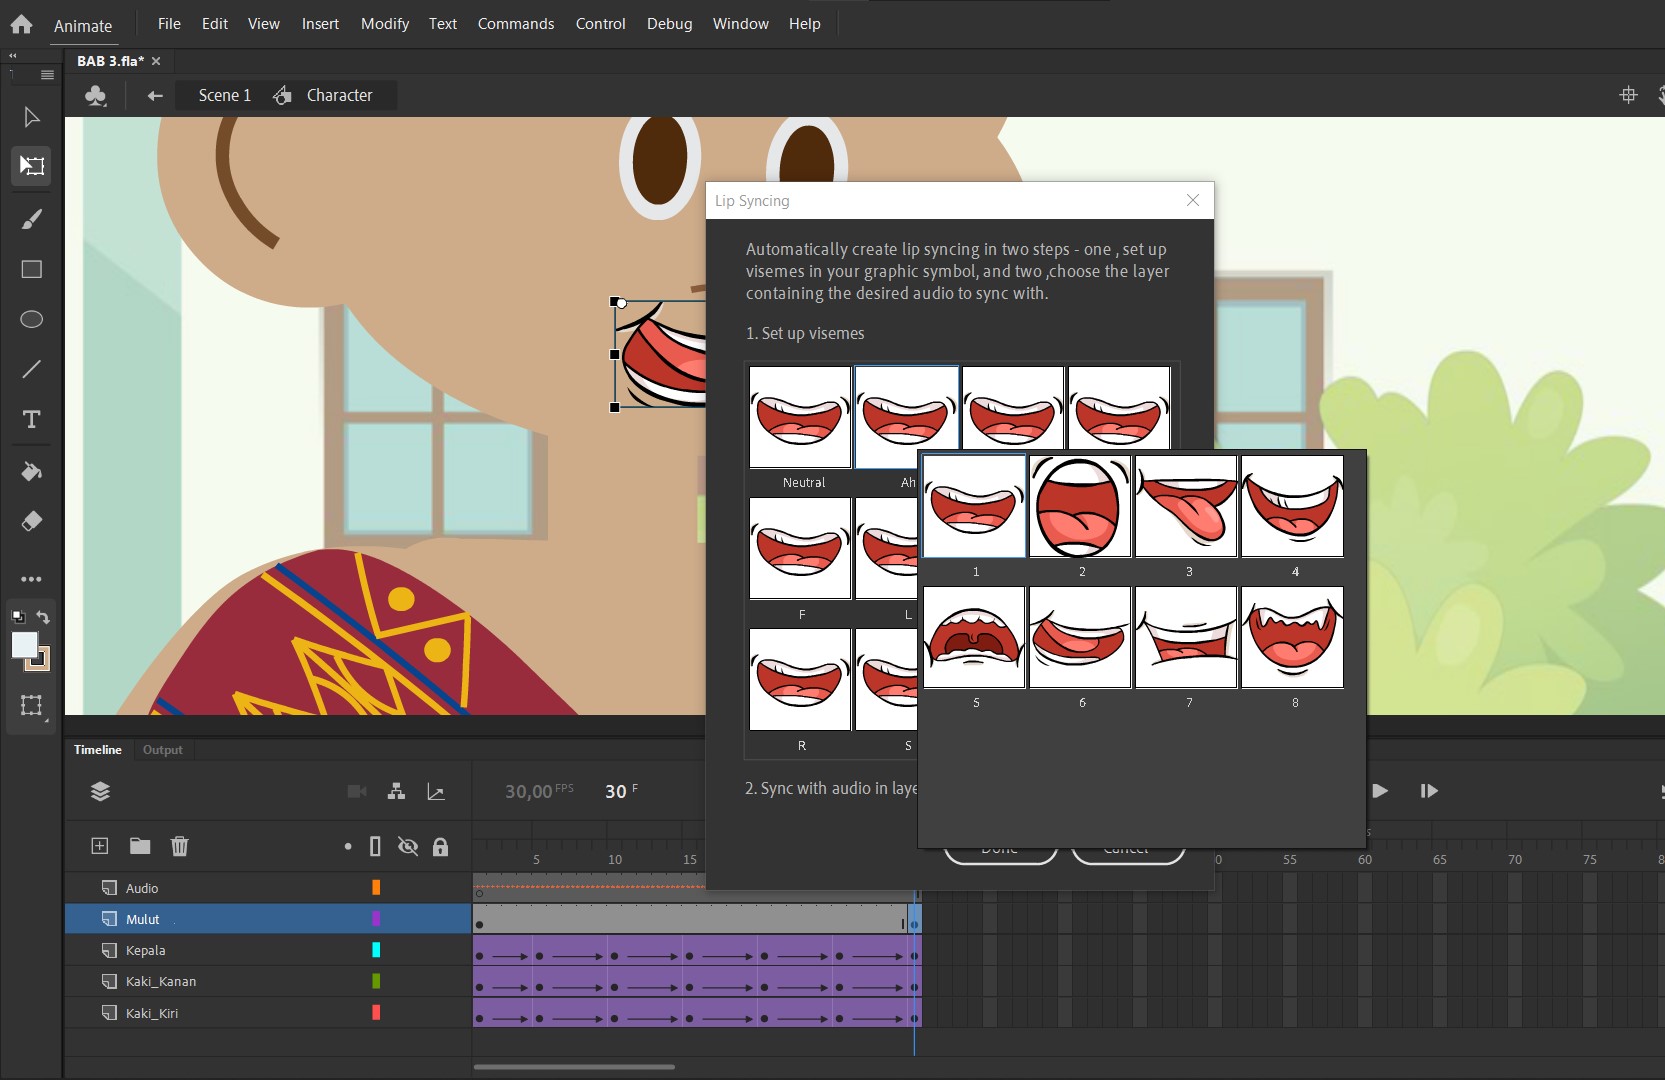 Animate File Edit View Insert Modify Text Commands Control Debug Window Help
BAB 3.fla*
Scene 1 Character
Lip Syncing
Automatically create lip syncing in two steps - one , set up
visemes in your graphic symbol, and two ,choose the layer
containing the desired audio to sync with.
1. Set up visemes
Neutral Ah
1 2 3 4
F L
5 6 7 8
R S
Timeline Output
30,00 FPS 30 F
2. Sync with audio in laye
Done Cancel
5 10 15 0 55 60 65 70 75 8
Audio
Mulut
Kepala
Kaki_Kanan
Kaki_Kiri